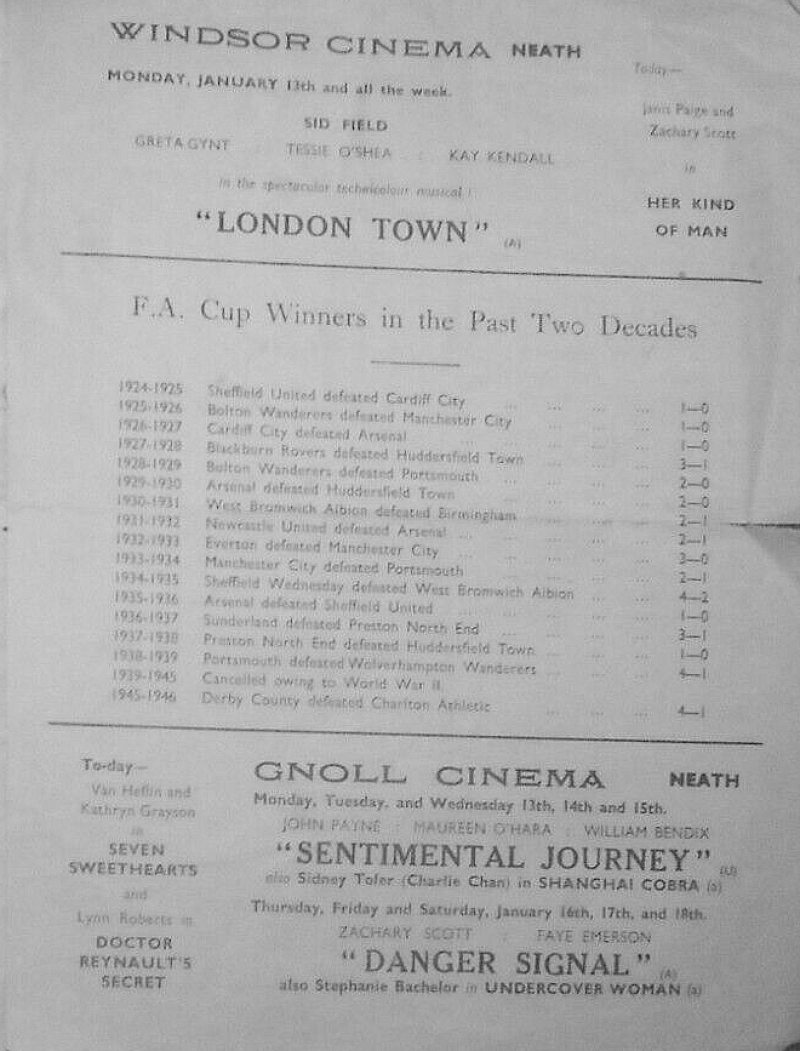 WINDSOR CINEMA NEATH
MONDAY, JANUARY 13th and all the week.
SID FIELD
GRETA GYNT : TESSIE O'SHEA : KAY KENDALL
in the spectacular technicolour musical !
"LONDON TOWN" (A)
Today—
Janis Paige and
Zachary Scott
in
HER KIND
OF MAN
F.A. Cup Winners in the Past Two Decades
1924-1925 Sheffield United defeated Cardiff City ... ... ... ... 1—0
1925-1926 Bolton Wanderers defeated Manchester City ... ... ... 1—0
1926-1927 Cardiff City defeated Arsenal ... ... ... ... 1—0
1927-1928 Blackburn Rovers defeated Huddersfield Town ... ... ... 3—1
1928-1929 Bolton Wanderers defeated Portsmouth ... ... ... ... 2—0
1929-1930 Arsenal defeated Huddersfield Town ... ... ... ... 2—0
1930-1931 West Bromwich Albion defeated Birmingham ... ... ... 2—1
1931-1932 Newcastle United defeated Arsenal ... ... ... ... 2—1
1932-1933 Everton defeated Manchester City ... ... ... ... 3—0
1933-1934 Manchester City defeated Portsmouth ... ... ... ... 2—1
1934-1935 Sheffield Wednesday defeated West Bromwich Albion ... ... 4—2
1935-1936 Arsenal defeated Sheffield United ... ... ... ... 1—0
1936-1937 Sunderland defeated Preston North End ... ... ... ... 3—1
1937-1938 Preston North End defeated Huddersfield Town ... ... ... 1—0
1938-1939 Portsmouth defeated Wolverhampton Wanderers ... ... ... 4—1
1939-1945 Cancelled owing to World War II.
1945-1946 Derby County defeated Charlton Athletic ... ... ... 4—1
To-day—
Van Heflin and
Kathryn Grayson
in
SEVEN
SWEETHEARTS
and
Lynn Roberts in
DOCTOR
REYNAULT'S
SECRET
GNOLL CINEMA NEATH
Monday, Tuesday, and Wednesday 13th, 14th and 15th.
JOHN PAYNE : MAUREEN O'HARA : WILLIAM BENDIX
"SENTIMENTAL JOURNEY" (U)
also Sidney Toler (Charlie Chan) in SHANGHAI COBRA (a)
Thursday, Friday and Saturday, January 16th, 17th, and 18th.
ZACHARY SCOTT : FAYE EMERSON
"DANGER SIGNAL" (A)
also Stephanie Bachelor in UNDERCOVER WOMAN (a)